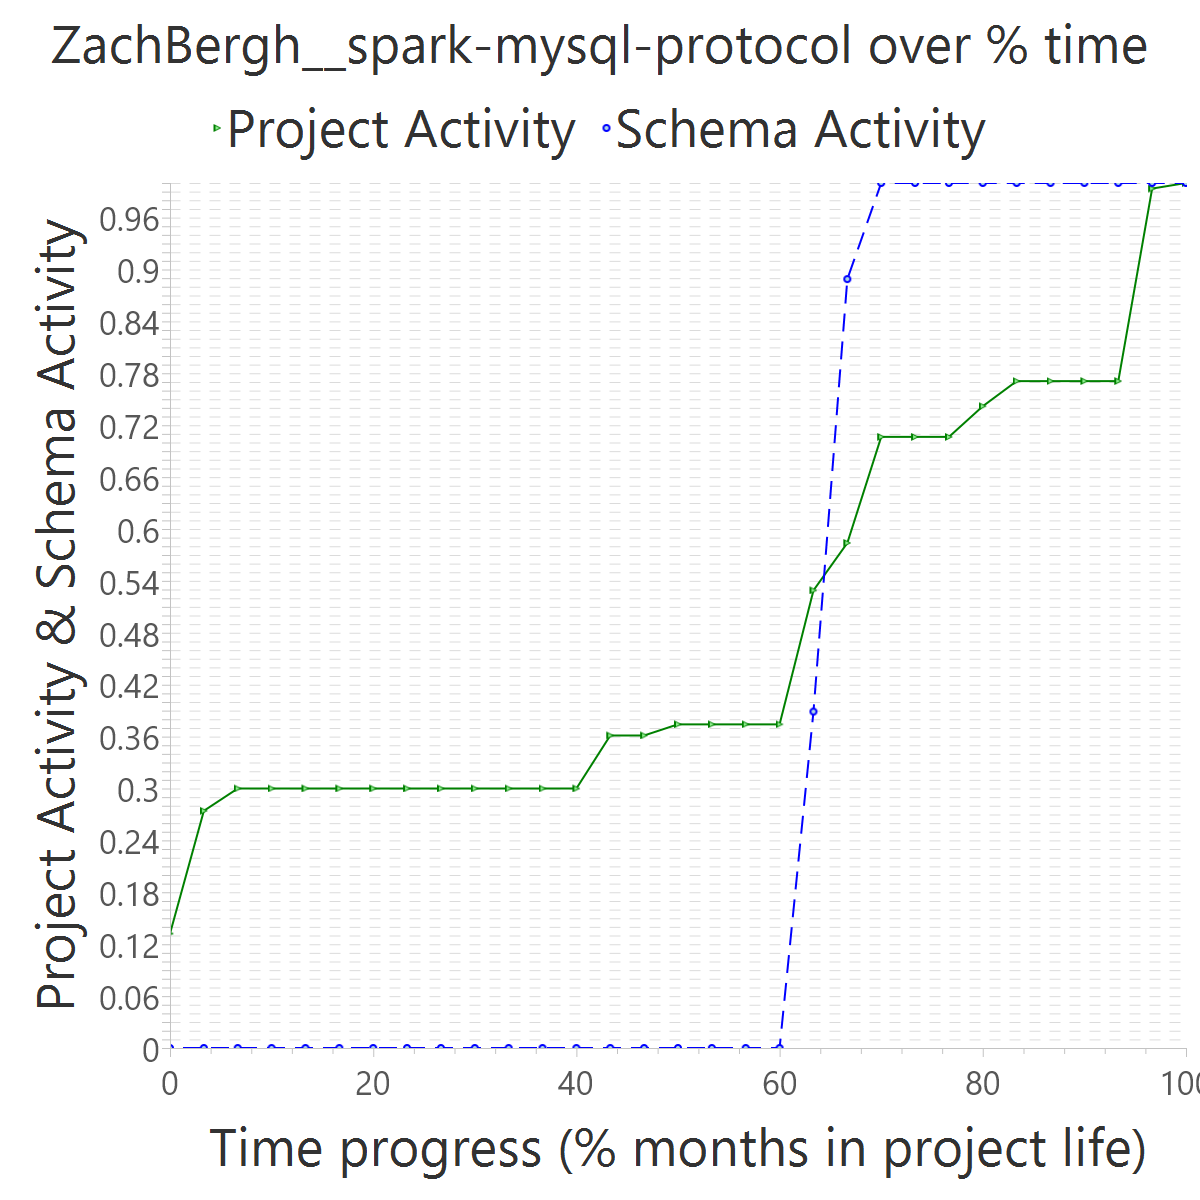 ZachBergh__spark-mysql-protocol over % time
Project Activity
Schema Activity
Project Activity & Schema Activity
0.96
0.9
0.84
0.78
0.72
0.66
0.6
0.54
0.48
0.42
0.36
0.3
0.24
0.18
0.12
0.06
0
0 20 40 60 80 100
Time progress (% months in project life)